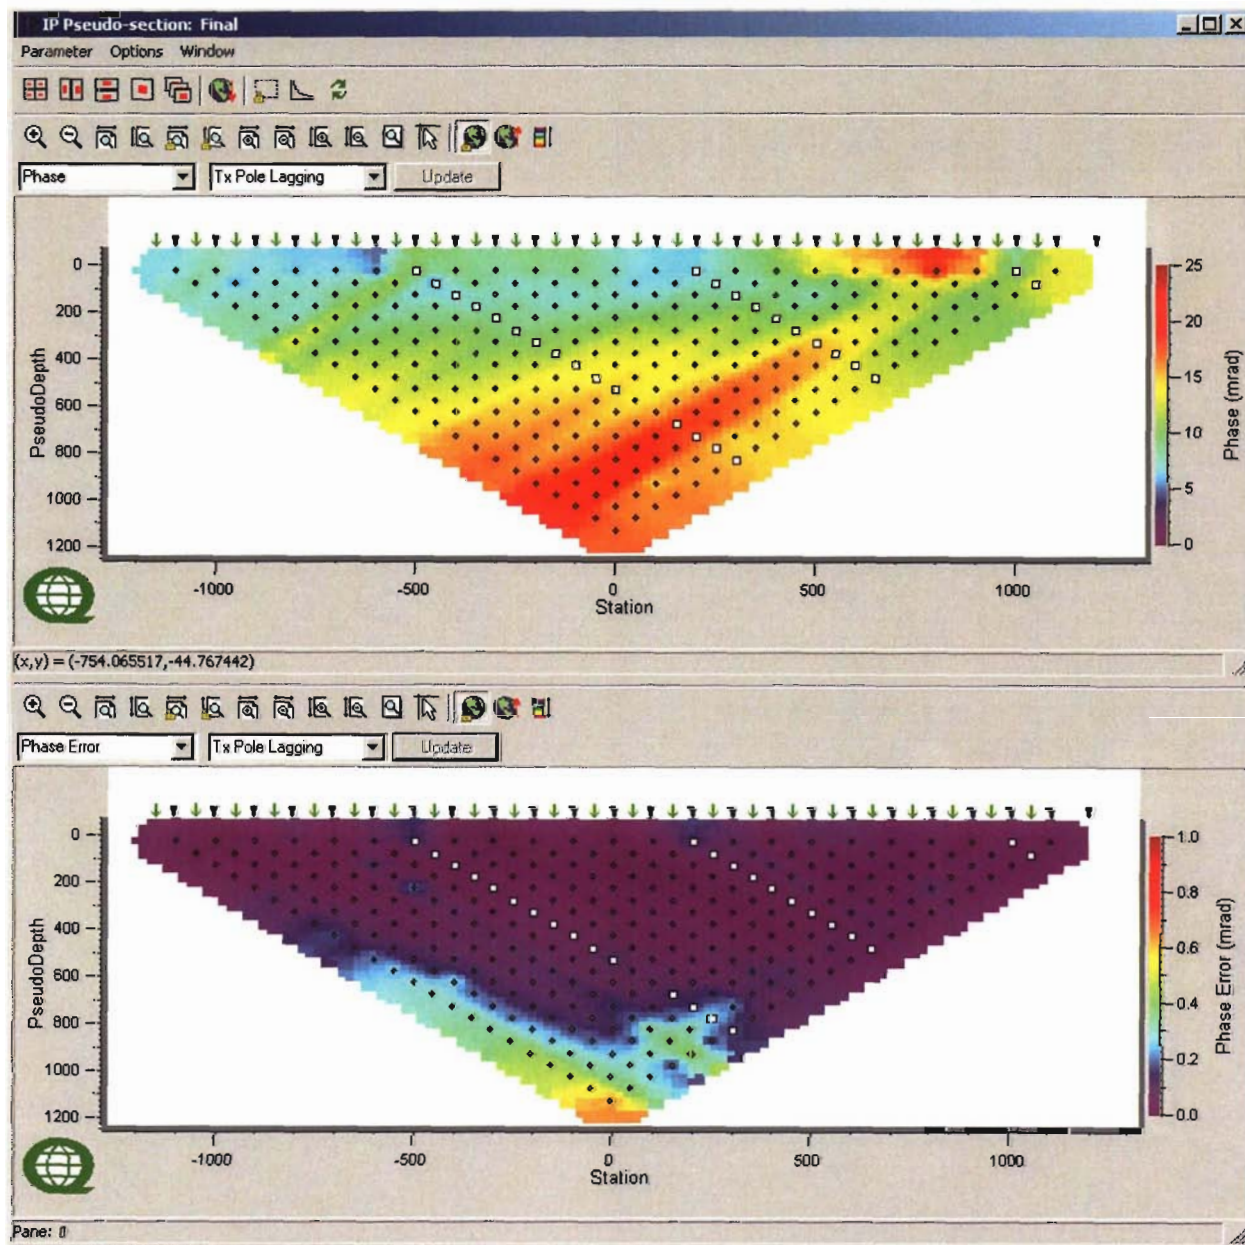 IP Pseudo-section: Final
Parameter Options Window
Phase Tx Pole Lagging Update
0
200
400
600
800
1000
1200
PseudoDepth
-1000 -500 0 500 1000
Station
25
20
15
10
5
0
Phase (mrad)
(x,y) = (-754.065517,-44.767442)
Phase Error Tx Pole Lagging Update
0
200
400
600
800
1000
1200
PseudoDepth
-1000 -500 0 500 1000
Station
1.0
0.8
0.6
0.4
0.2
0.0
Phase Error (mrad)
Pane: 0